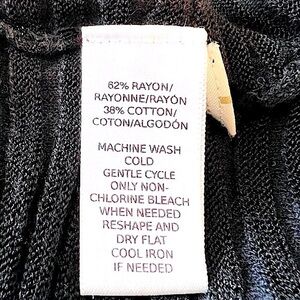 62% RAYON/
RAYONNE/RAYÓN
38% COTTON/
COTON/ALGODÓN
MACHINE WASH
COLD
GENTLE CYCLE
ONLY NON-
CHLORINE BLEACH
WHEN NEEDED
RESHAPE AND
DRY FLAT
COOL IRON
IF NEEDED